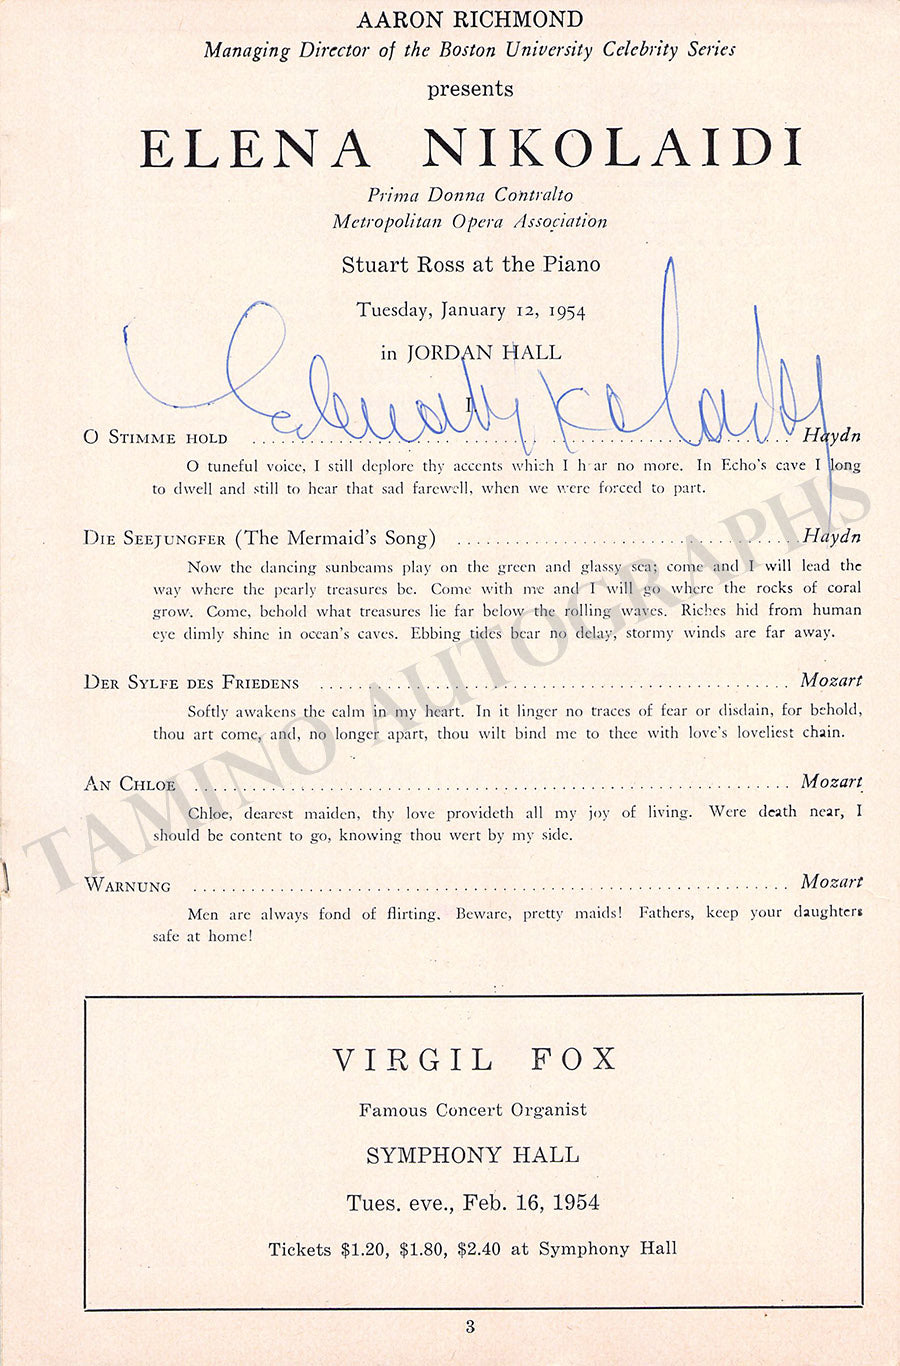 AARON RICHMOND
Managing Director of the Boston University Celebrity Series
presents
ELENA NIKOLAIDI
Prima Donna Contralto
Metropolitan Opera Association
Stuart Ross at the Piano
Tuesday, January 12, 1954
in JORDAN HALL
Elena Nikolaidi
I.
O STIMME HOLD .......... Haydn
O tuneful voice, I still deplore thy accents which I h ar no more. In Echo's cave I long
to dwell and still to hear that sad farewell, when we were forced to part.
DIE SEEJUNGFER (The Mermaid's Song) .......... Haydn
Now the dancing sunbeams play on the green and glassy sea; come and I will lead the
way where the pearly treasures be. Come with me and I will go where the rocks of coral
grow. Come, behold what treasures lie far below the rolling waves. Riches hid from human
eye dimly shine in ocean's caves. Ebbing tides bear no delay, stormy winds are far away.
DER SYLFE DES FRIEDENS .......... Mozart
Softly awakens the calm in my heart. In it linger no traces of fear or disdain, for behold,
thou art come, and, no longer apart, thou wilt bind me to thee with love's loveliest chain.
AN CHLOE .......... Mozart
Chloe, dearest maiden, thy love provideth all my joy of living. Were death near, I
should be content to go, knowing thou wert by my side.
WARNUNG .......... Mozart
Men are always fond of flirting. Beware, pretty maids! Fathers, keep your daughters
safe at home!
TAMINO AUTOGRAPHS
VIRGIL FOX
Famous Concert Organist
SYMPHONY HALL
Tues. eve., Feb. 16, 1954
Tickets $1.20, $1.80, $2.40 at Symphony Hall
3